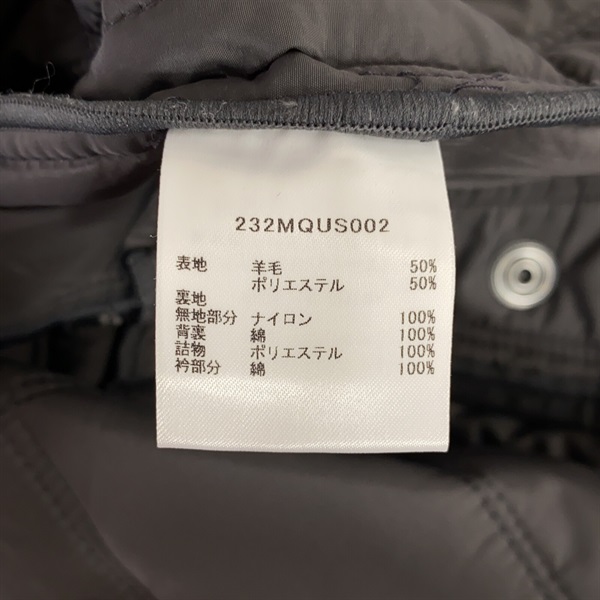 232MQUS002
表地 羊毛 50%
ポリエステル 50%
裏地
無地部分 ナイロン 100%
背裏 綿 100%
詰物 ポリエステル 100%
衿部分 綿 100%